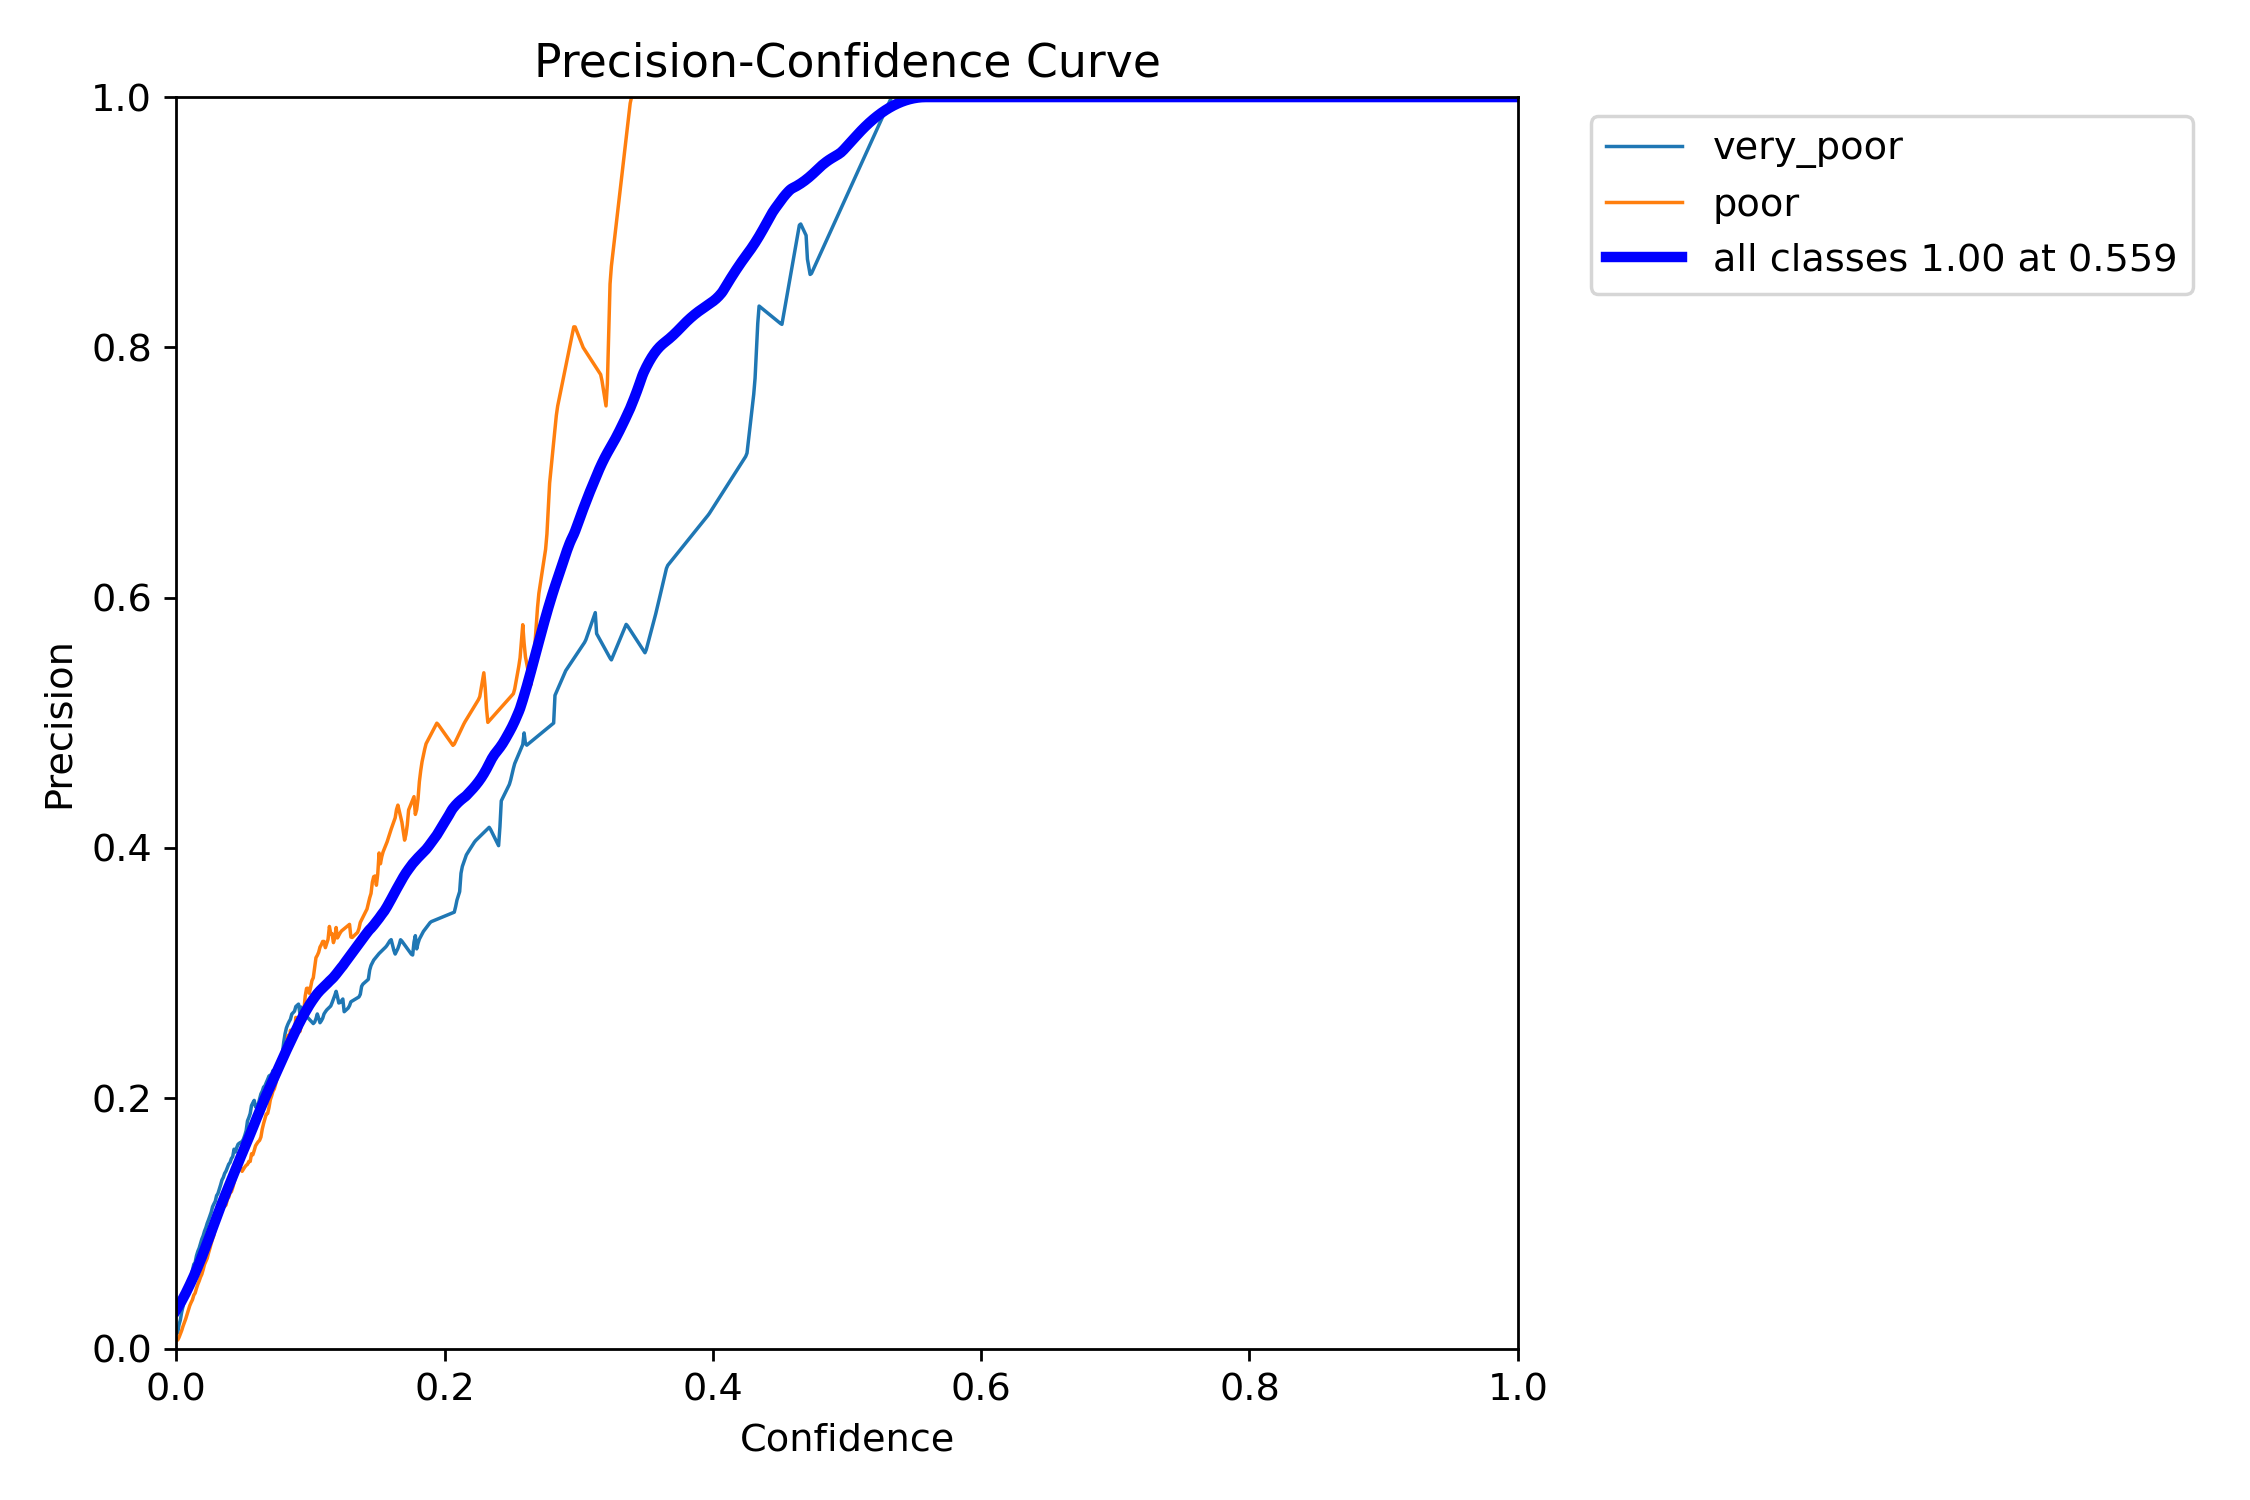 Precision-Confidence Curve
1.0
0.8
0.6
0.4
0.2
0.0
Precision
0.0 0.2 0.4 0.6 0.8 1.0
Confidence
very_poor
poor
all classes 1.00 at 0.559